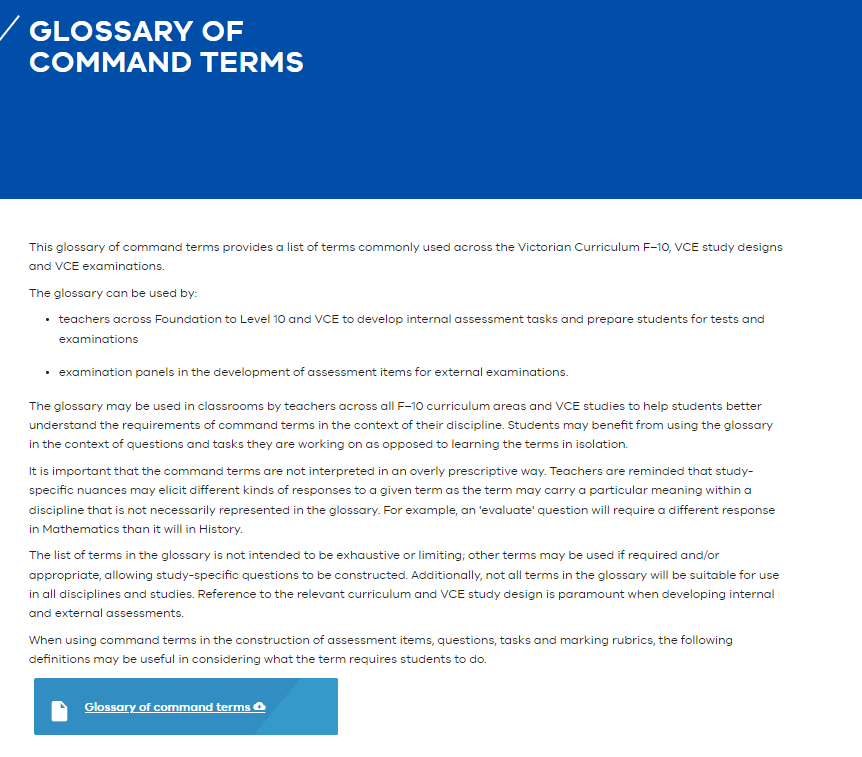 GLOSSARY OF
COMMAND TERMS
This glossary of command terms provides a list of terms commonly used across the Victorian Curriculum F–10, VCE study designs
and VCE examinations.
The glossary can be used by:
• teachers across Foundation to Level 10 and VCE to develop internal assessment tasks and prepare students for tests and
examinations
• examination panels in the development of assessment items for external examinations.
The glossary may be used in classrooms by teachers across all F–10 curriculum areas and VCE studies to help students better
understand the requirements of command terms in the context of their discipline. Students may benefit from using the glossary
in the context of questions and tasks they are working on as opposed to learning the terms in isolation.
It is important that the command terms are not interpreted in an overly prescriptive way. Teachers are reminded that study-
specific nuances may elicit different kinds of responses to a given term as the term may carry a particular meaning within a
discipline that is not necessarily represented in the glossary. For example, an 'evaluate' question will require a different response
in Mathematics than it will in History.
The list of terms in the glossary is not intended to be exhaustive or limiting; other terms may be used if required and/or
appropriate, allowing study-specific questions to be constructed. Additionally, not all terms in the glossary will be suitable for use
in all disciplines and studies. Reference to the relevant curriculum and VCE study design is paramount when developing internal
and external assessments.
When using command terms in the construction of assessment items, questions, tasks and marking rubrics, the following
definitions may be useful in considering what the term requires students to do.
Glossary of command terms